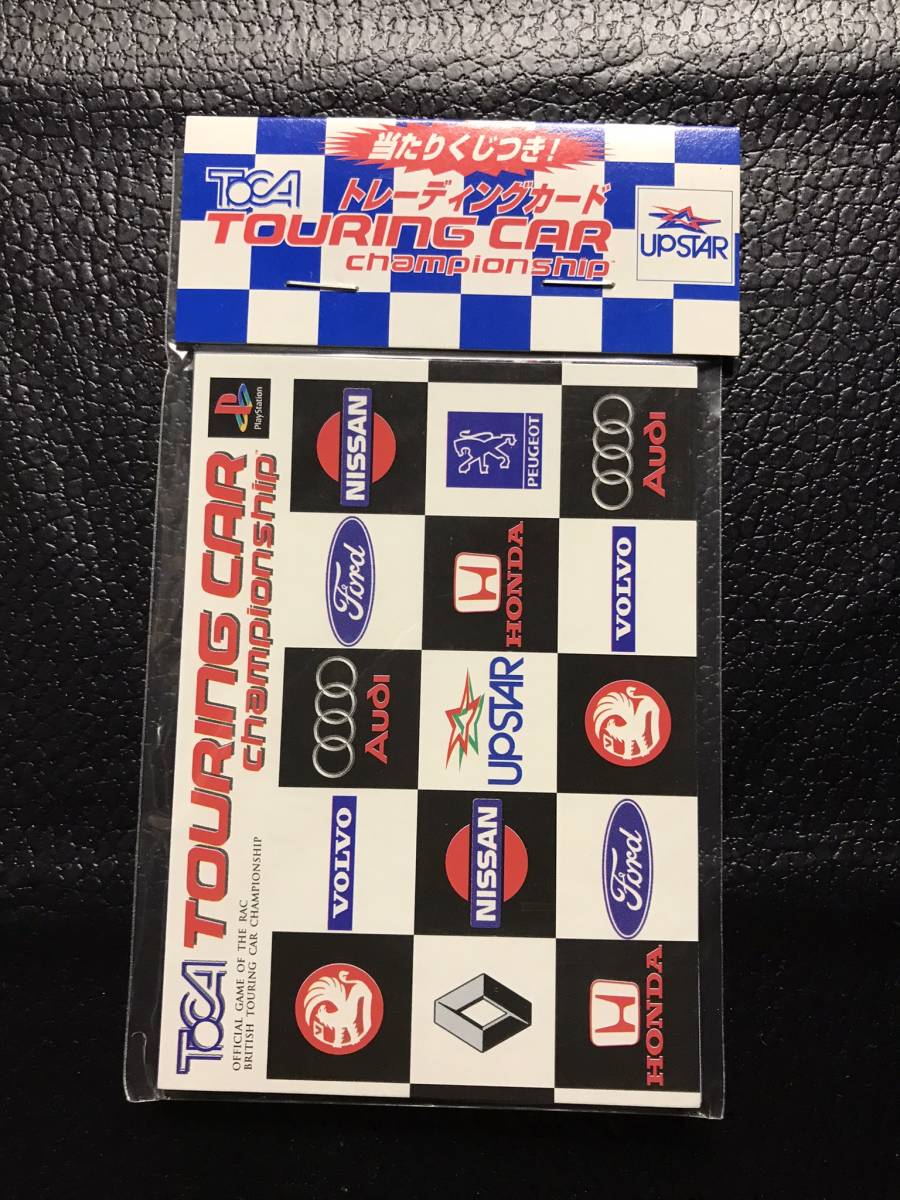 当たりくじつき!
TOCA
トレーディングカード
TOURING CAR
championship™
UPSTAR
PlayStation
TOCA TOURING CAR
championship™
OFFICIAL GAME OF THE RAC
BRITISH TOURING CAR CHAMPIONSHIP
NISSAN
PEUGEOT
Audi
Ford
HONDA
VOLVO
Audi
UPSTAR
VOLVO
NISSAN
Ford
HONDA